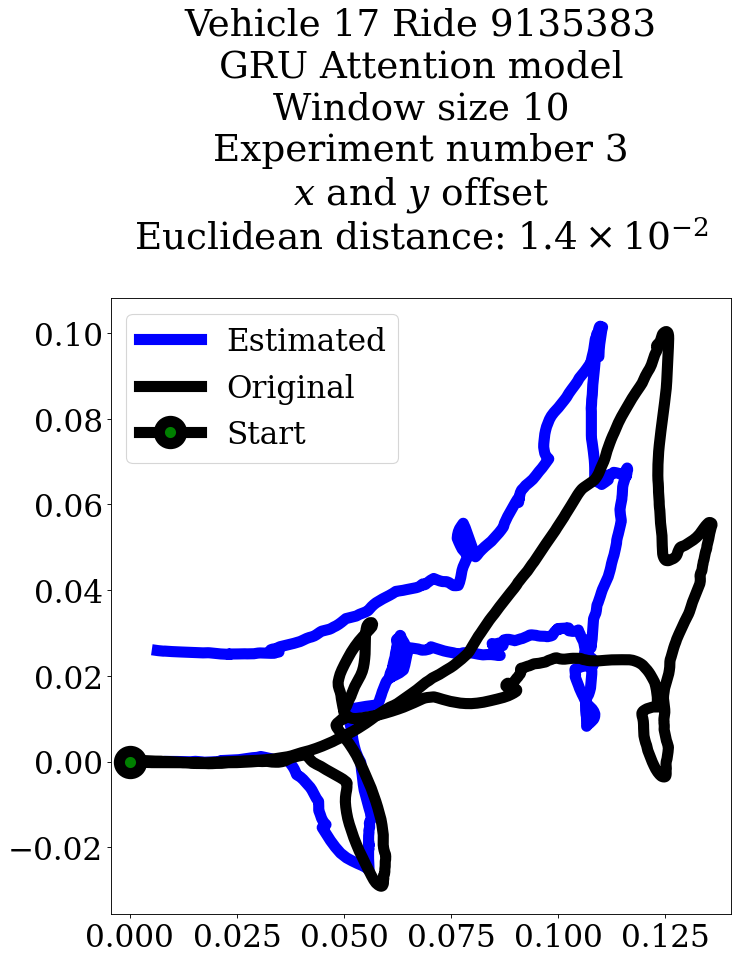 Vehicle 17 Ride 9135383
GRU Attention model
Window size 10
Experiment number 3
x and y offset
Euclidean distance: 1.4 × 10⁻²
Estimated
Original
Start
0.10
0.08
0.06
0.04
0.02
0.00
−0.02
0.000 0.025 0.050 0.075 0.100 0.125